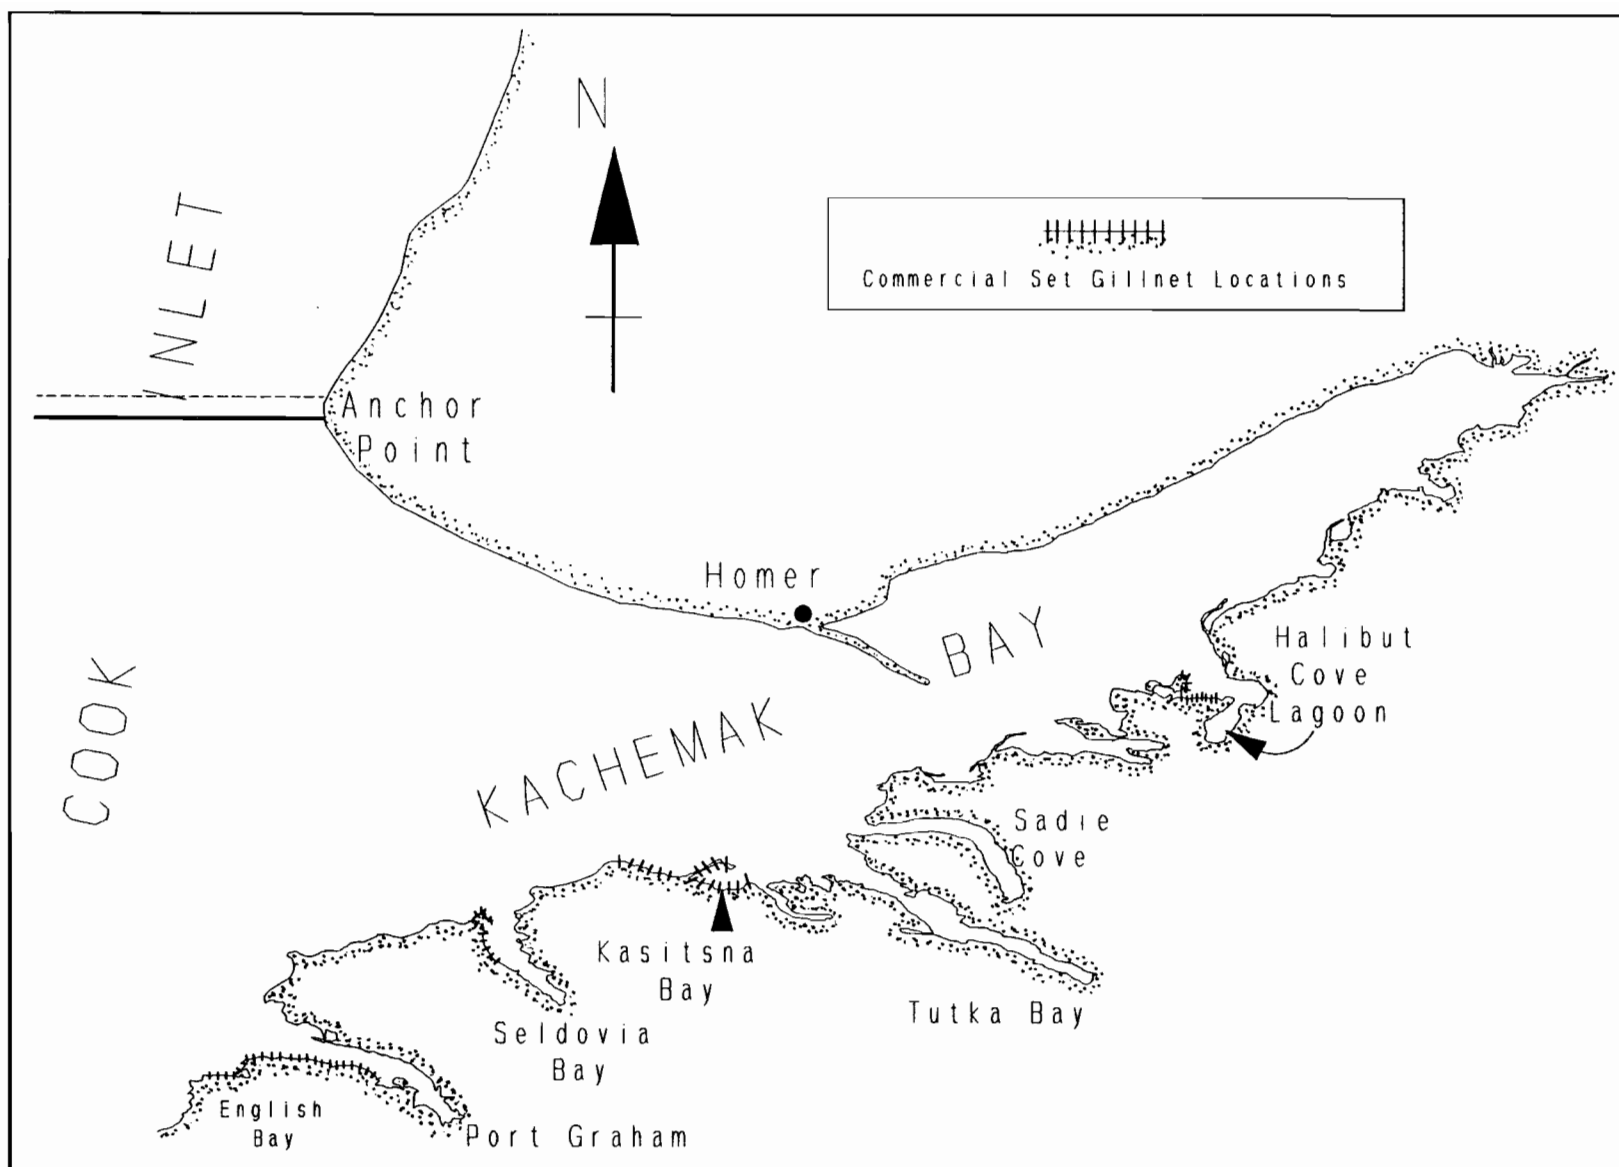 N
INLET
Commercial Set Gillnet Locations
Anchor
Point
Homer
BAY
Halibut
Cove
Lagoon
COOK
KACHEMAK
Sadie
Cove
Kasitsna
Bay
Tutka Bay
Seldovia
Bay
English
Bay
Port Graham